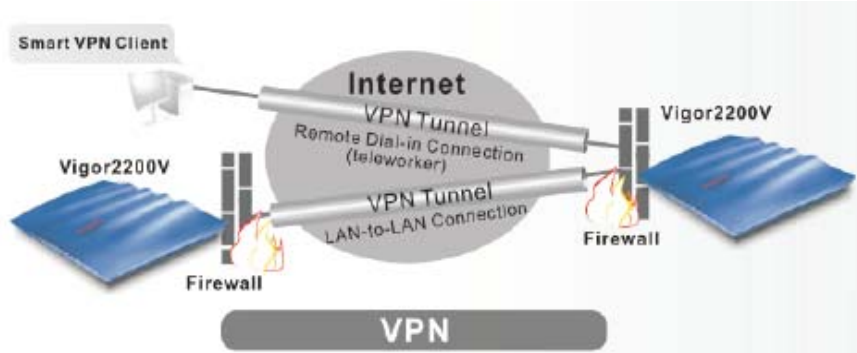 Smart VPN Client
Internet
VPN Tunnel
Remote Dial-in Connection
(teleworker)
Vigor2200V
Vigor2200V
VPN Tunnel
LAN-to-LAN Connection
Firewall
Firewall
VPN